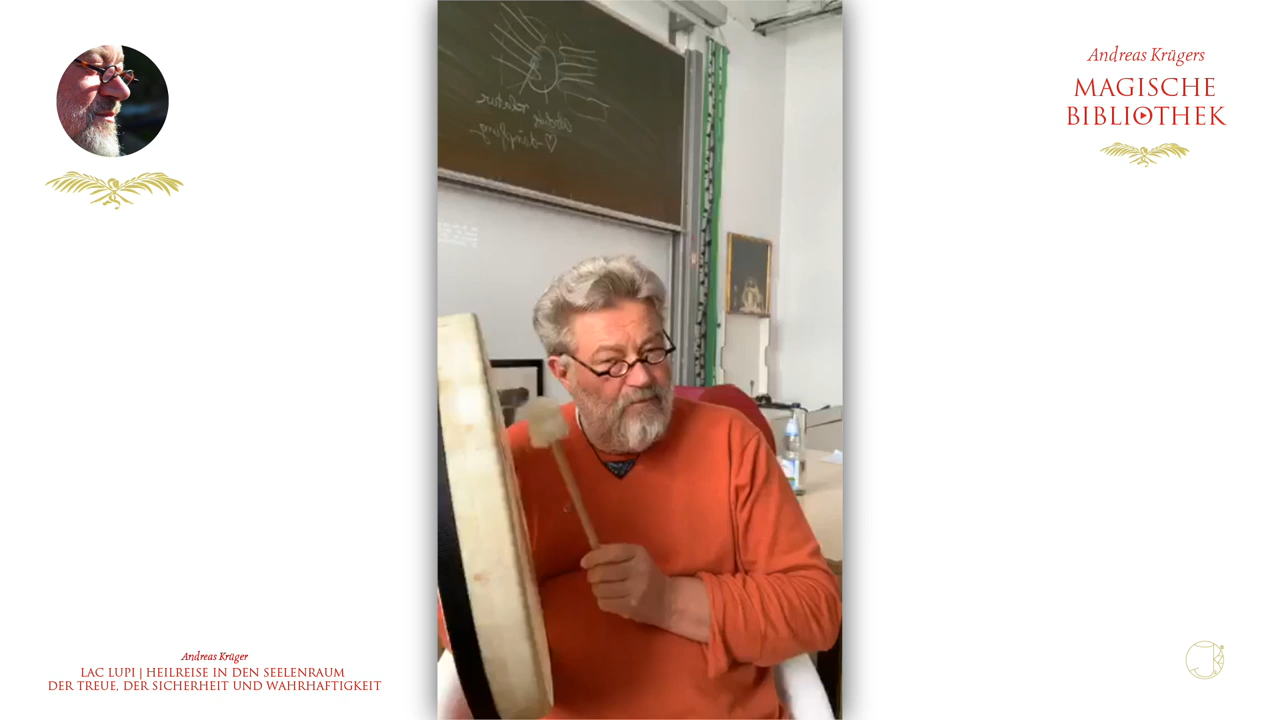 Andreas Krügers
MAGISCHE
BIBLIOTHEK
Andreas Krüger
LAC LUPI | HEILREISE IN DEN SEELENRAUM
DER TREUE, DER SICHERHEIT UND WAHRHAFTIGKEIT